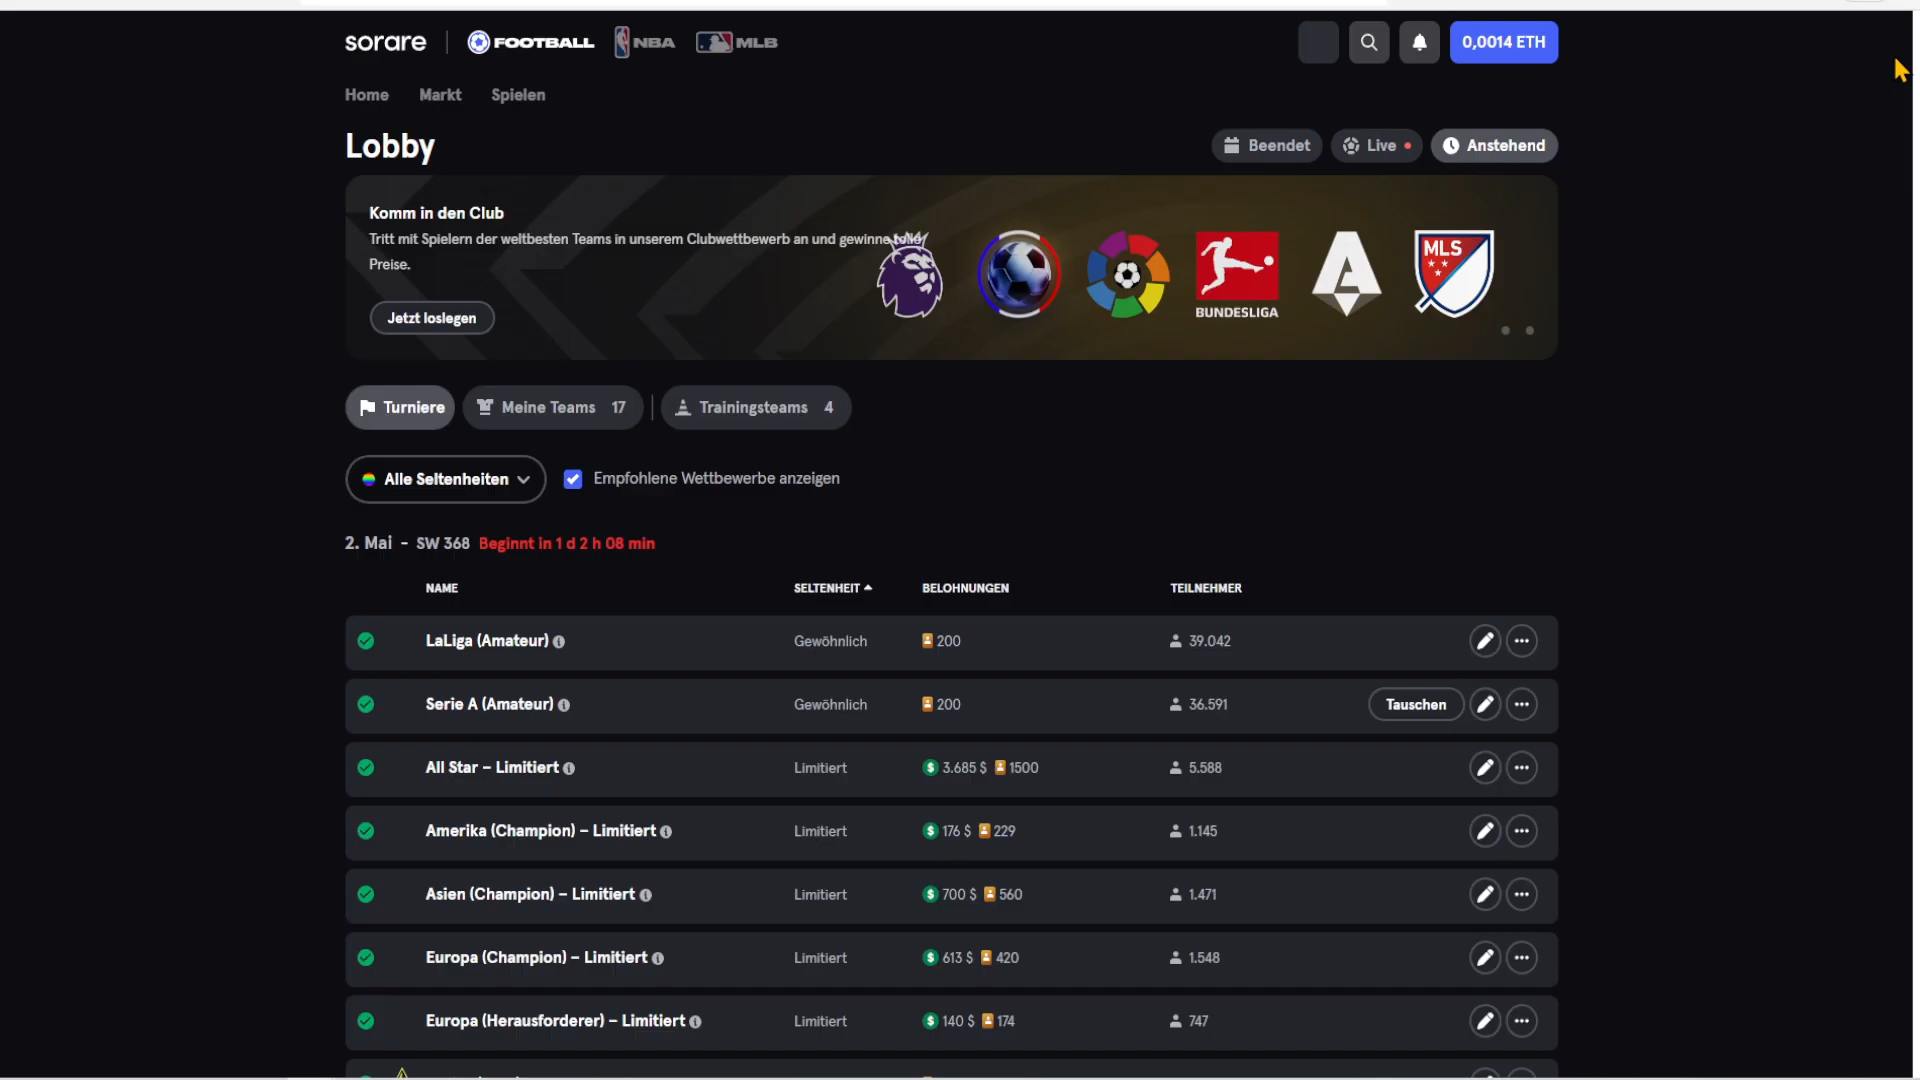 sorare
FOOTBALL
NBA
MLB
0,0014 ETH
Home
Markt
Spielen
Lobby
Beendet
Live
Anstehend
Komm in den Club
Tritt mit Spielern der weltbesten Teams in unserem Clubwettbewerb an und gewinne tolle
Preise.
MLS
BUNDESLIGA
Jetzt loslegen
Turniere
Meine Teams 17
Trainingsteams 4
Alle Seltenheiten
Empfohlene Wettbewerbe anzeigen
2. Mai - SW 368 Beginnt in 1 d 2 h 08 min
NAME SELTENHEIT BELOHNUNGEN TEILNEHMER
LaLiga (Amateur) Gewöhnlich 200 39.042
Serie A (Amateur) Gewöhnlich 200 36.591 Tauschen
All Star – Limitiert Limitiert 3.685 $ 1500 5.588
Amerika (Champion) – Limitiert Limitiert 176 $ 229 1.145
Asien (Champion) – Limitiert Limitiert 700 $ 560 1.471
Europa (Champion) – Limitiert Limitiert 613 $ 420 1.548
Europa (Herausforderer) – Limitiert Limitiert 140 $ 174 747